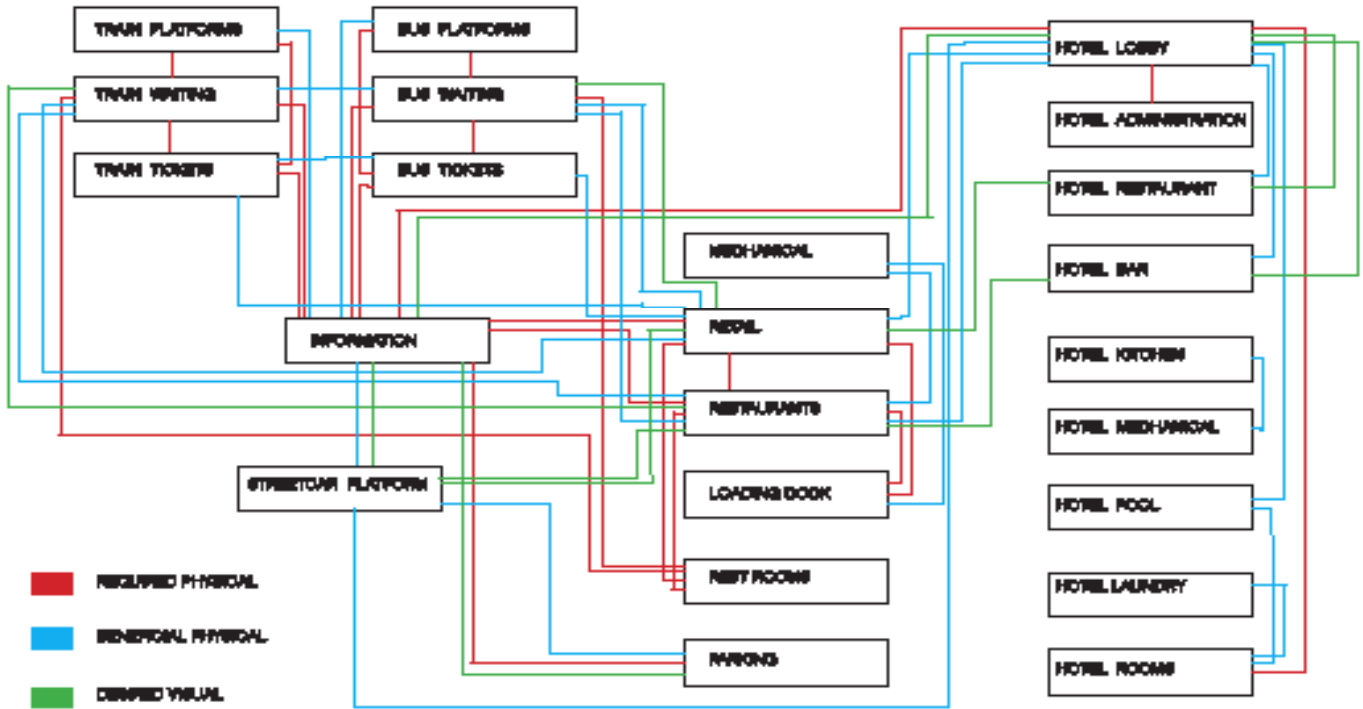 TRAIN PLATFORMS
BUS PLATFORMS
HOTEL LOBBY
TRAIN WAITING
BUS WAITING
HOTEL ADMINISTRATION
TRAIN TICKETS
BUS TICKETS
HOTEL RESTAURANT
MECHANICAL
HOTEL BAR
RETAIL
INFORMATION
HOTEL KITCHEN
RESTAURANTS
HOTEL MECHANICAL
STREETCAR PLATFORM
LOADING DOCK
HOTEL POOL
REST ROOMS
HOTEL LAUNDRY
REQUIRED PHYSICAL
BENEFICIAL PHYSICAL
PARKING
HOTEL ROOMS
DESIRED VISUAL